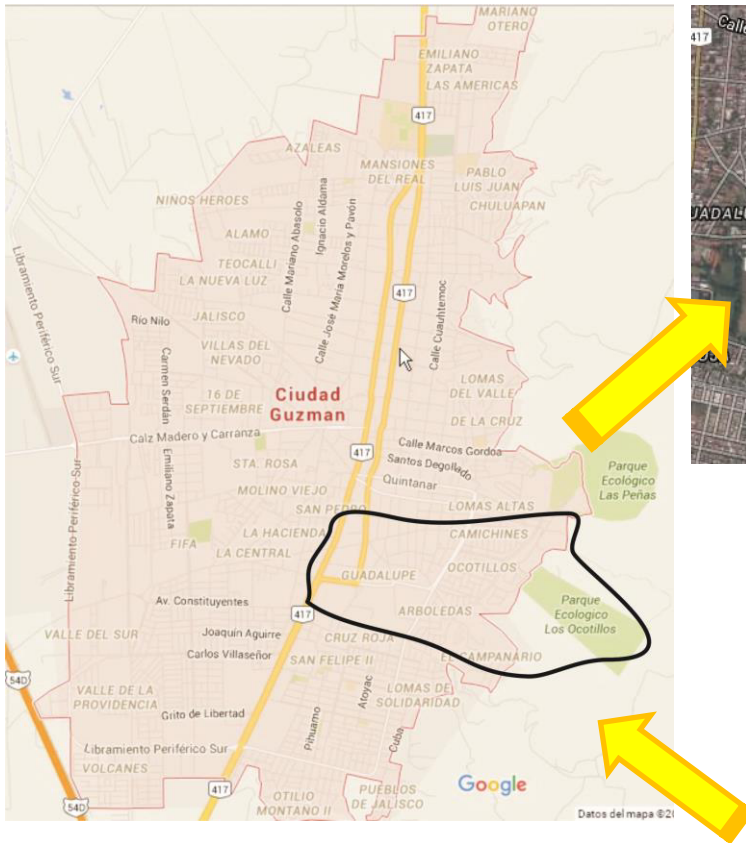 MARIANO
OTERO
Calle
417
EMILIANO
ZAPATA
LAS AMERICAS
417
AZALEAS
MANSIONES
DEL REAL
PABLO
LUIS JUAN
CHULUAPAN
NIÑOS HEROES
Calle Mariano Abasolo
Ignacio Aldama
Calle José María Morelos y Pavón
ALAMO
TEOCALLI
LA NUEVA LUZ
Libramiento Periférico Sur
417
Calle Cuauhtemoc
Rio Nilo
JALISCO
VILLAS DEL
NEVADO
Carmen Serdán
16 DE
SEPTIEMBRE
Ciudad
Guzman
LOMAS
DEL VALLE
DE LA CRUZ
Calz Madero y Carranza
Emiliano Zapata
417
Calle Marcos Gordoa
Santos Degollado
Quintanar
STA. ROSA
MOLINO VIEJO
SAN PEDRO
Parque
Ecológico
Las Peñas
LOMAS ALTAS
Libramiento Periférico Sur
FIFA
LA HACIENDA
LA CENTRAL
CAMICHINES
OCOTILLOS
GUADALUPE
Av. Constituyentes
417
ARBOLEDAS
Parque
Ecologico
Los Ocotillos
VALLE DEL SUR
Joaquin Aguirre
Carlos Villaseñor
CRUZ ROJA
SAN FELIPE II
EL CAMPANARIO
54D
VALLE DE LA
PROVIDENCIA
Grito de Libertad
Pihuamo
Atoyac
LOMAS DE
SOLIDARIDAD
Cuba
Libramiento Periférico Sur
VOLCANES
417
54D
OTILIO
MONTAÑO II
PUEBLOS
DE JALISCO
Google
Datos del mapa ©2